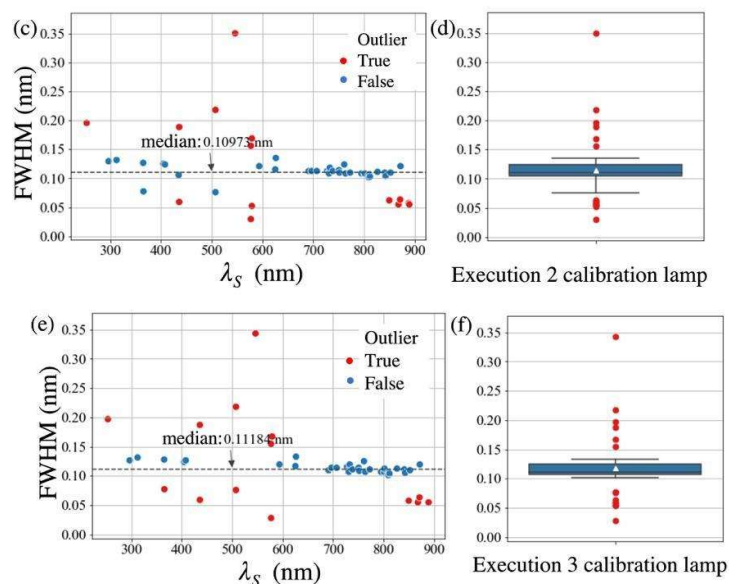 (c)
FWHM (nm)
0.35
0.30
0.25
0.20
0.15
0.10
0.05
0.00
Outlier
True
False
median: 0.10973 nm
300 400 500 600 700 800 900
λS (nm)
(d)
0.35
0.30
0.25
0.20
0.15
0.10
0.05
0.00
Execution 2 calibration lamp
(e)
FWHM (nm)
0.35
0.30
0.25
0.20
0.15
0.10
0.05
0.00
Outlier
True
False
median: 0.11184 nm
200 300 400 500 600 700 800 900
λS (nm)
(f)
0.35
0.30
0.25
0.20
0.15
0.10
0.05
0.00
Execution 3 calibration lamp